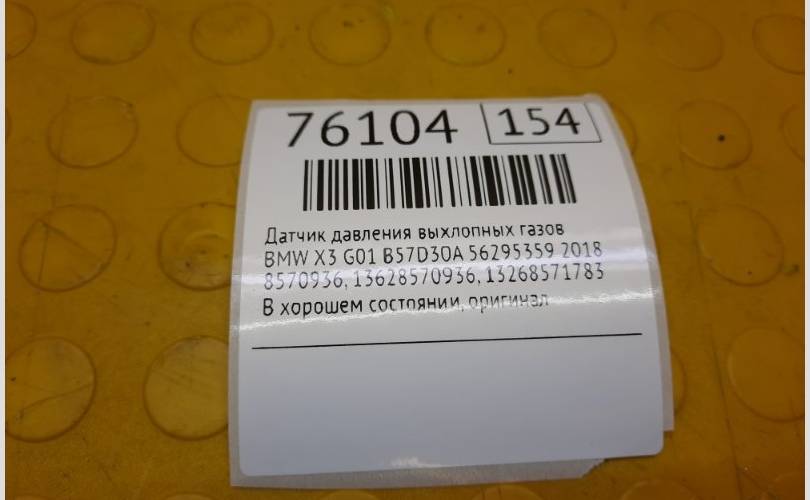 76104 154
Датчик давления выхлопных газов
BMW X3 G01 B57D30A 56295359 2018
8570936, 13628570936, 13268571783
В хорошем состоянии, оригинал